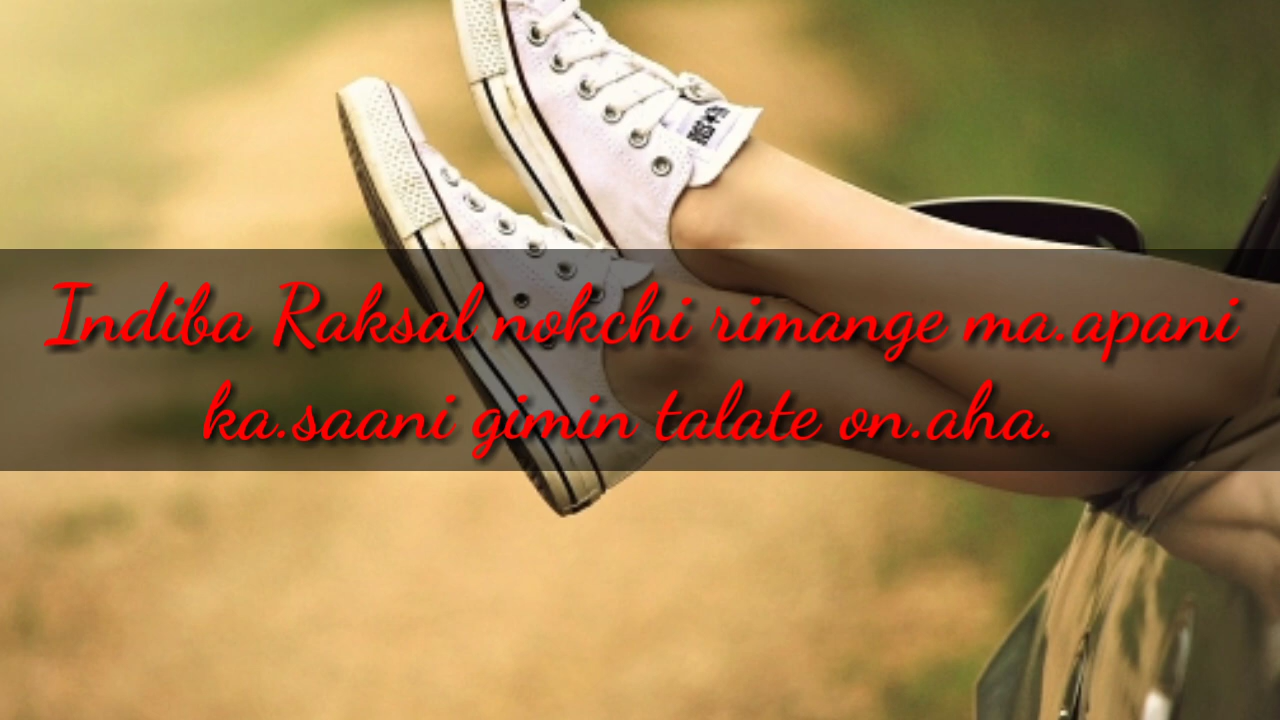 Indiba Raksal nokchi rimange ma.apani
ka.saani gimin talate on.aha.